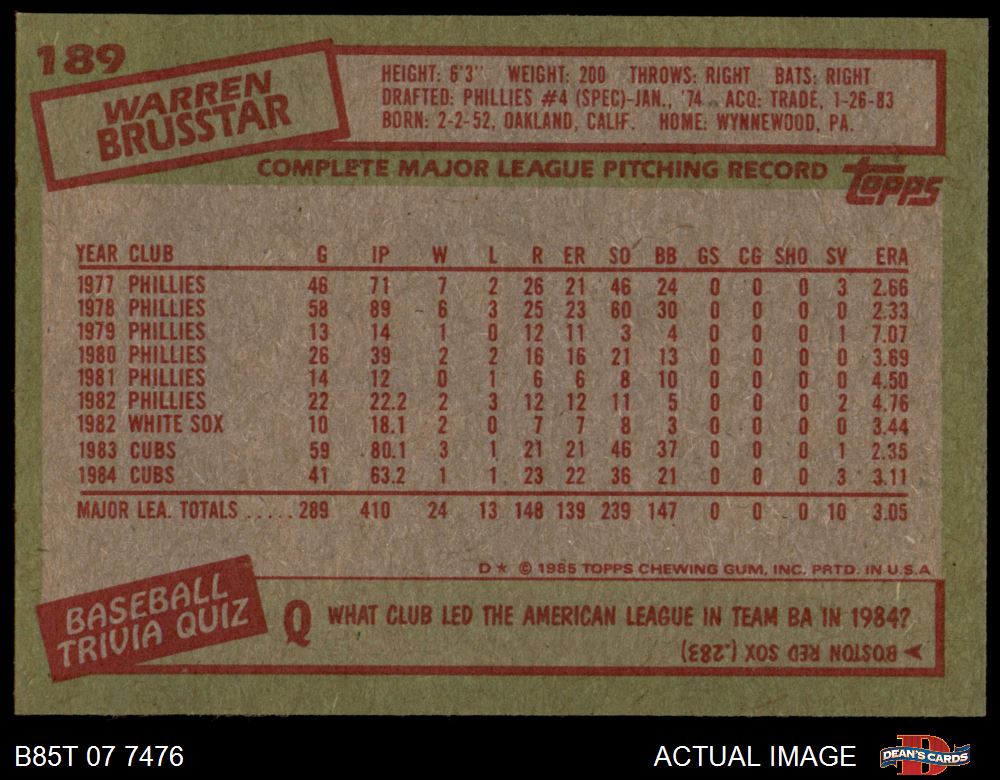 189
WARREN
BRUSSTAR
HEIGHT: 6'3" WEIGHT: 200 THROWS: RIGHT BATS: RIGHT
DRAFTED: PHILLIES #4 (SPEC)-JAN., '74 ACQ: TRADE, 1-26-83
BORN: 2-2-52, OAKLAND, CALIF. HOME: WYNNEWOOD, PA.
COMPLETE MAJOR LEAGUE PITCHING RECORD
topps
YEAR CLUB G IP W L R ER SO BB GS CG SHO SV ERA
1977 PHILLIES 46 71 7 2 26 21 46 24 0 0 0 3 2.66
1978 PHILLIES 58 89 6 3 25 23 60 30 0 0 0 0 2.33
1979 PHILLIES 13 14 1 0 12 11 3 4 0 0 0 1 7.07
1980 PHILLIES 26 39 2 2 16 16 21 13 0 0 0 0 3.69
1981 PHILLIES 14 12 0 1 6 6 8 10 0 0 0 0 4.50
1982 PHILLIES 22 22.2 2 3 12 12 11 5 0 0 0 2 4.76
1982 WHITE SOX 10 18.1 2 0 7 7 8 3 0 0 0 0 3.44
1983 CUBS 59 80.1 3 1 21 21 46 37 0 0 0 1 2.35
1984 CUBS 41 63.2 1 1 23 22 36 21 0 0 0 3 3.11
MAJOR LEA. TOTALS ..... 289 410 24 13 148 139 239 147 0 0 0 10 3.05
D* © 1985 TOPPS CHEWING GUM, INC. PRTD. IN U.S.A
BASEBALL
TRIVIA QUIZ
Q WHAT CLUB LED THE AMERICAN LEAGUE IN TEAM BA IN 1984?
BOSTON RED SOX (.283)
B85T 07 7476
ACTUAL IMAGE
DEAN'S CARDS